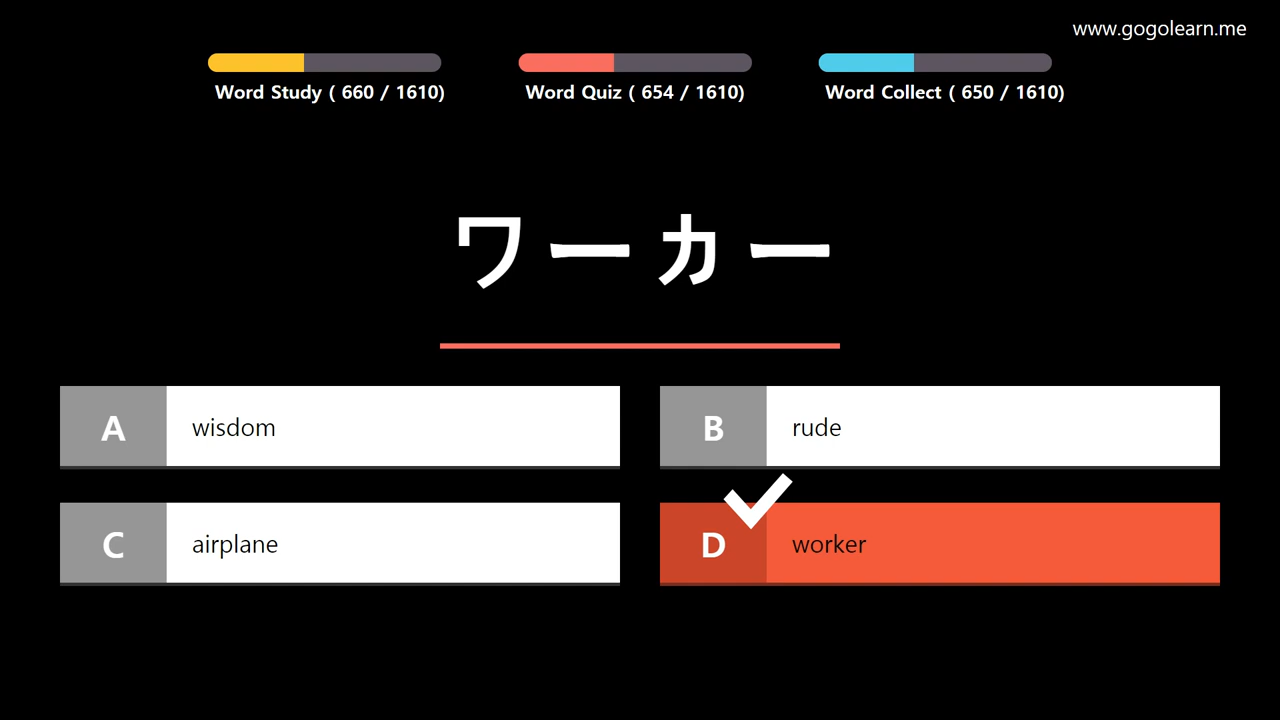 www.gogolearn.me
Word Study ( 660 / 1610)
Word Quiz ( 654 / 1610)
Word Collect ( 650 / 1610)
ワーカー
A wisdom
B rude
C airplane
D worker